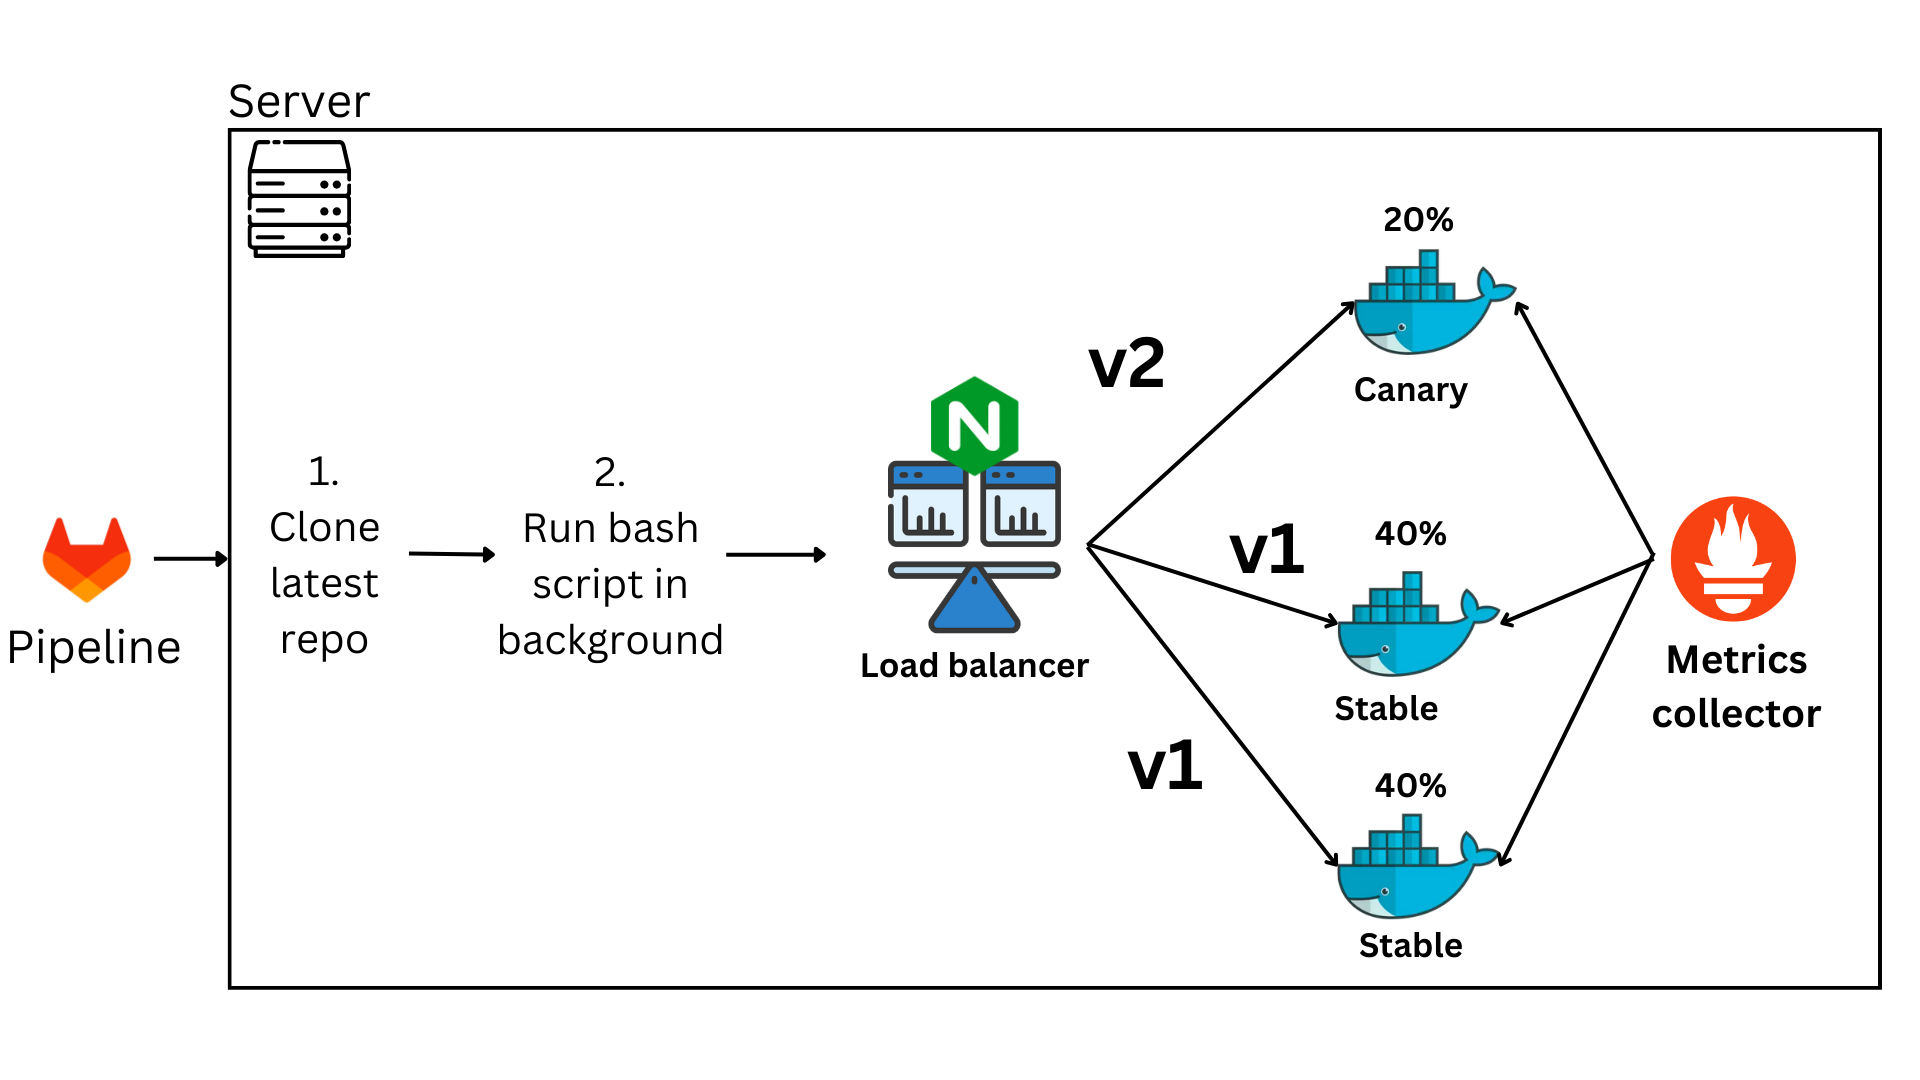 Server
Pipeline
1.
Clone
latest
repo
2.
Run bash
script in
background
N
Load balancer
v2
v1
v1
20%
Canary
40%
Stable
40%
Stable
Metrics
collector